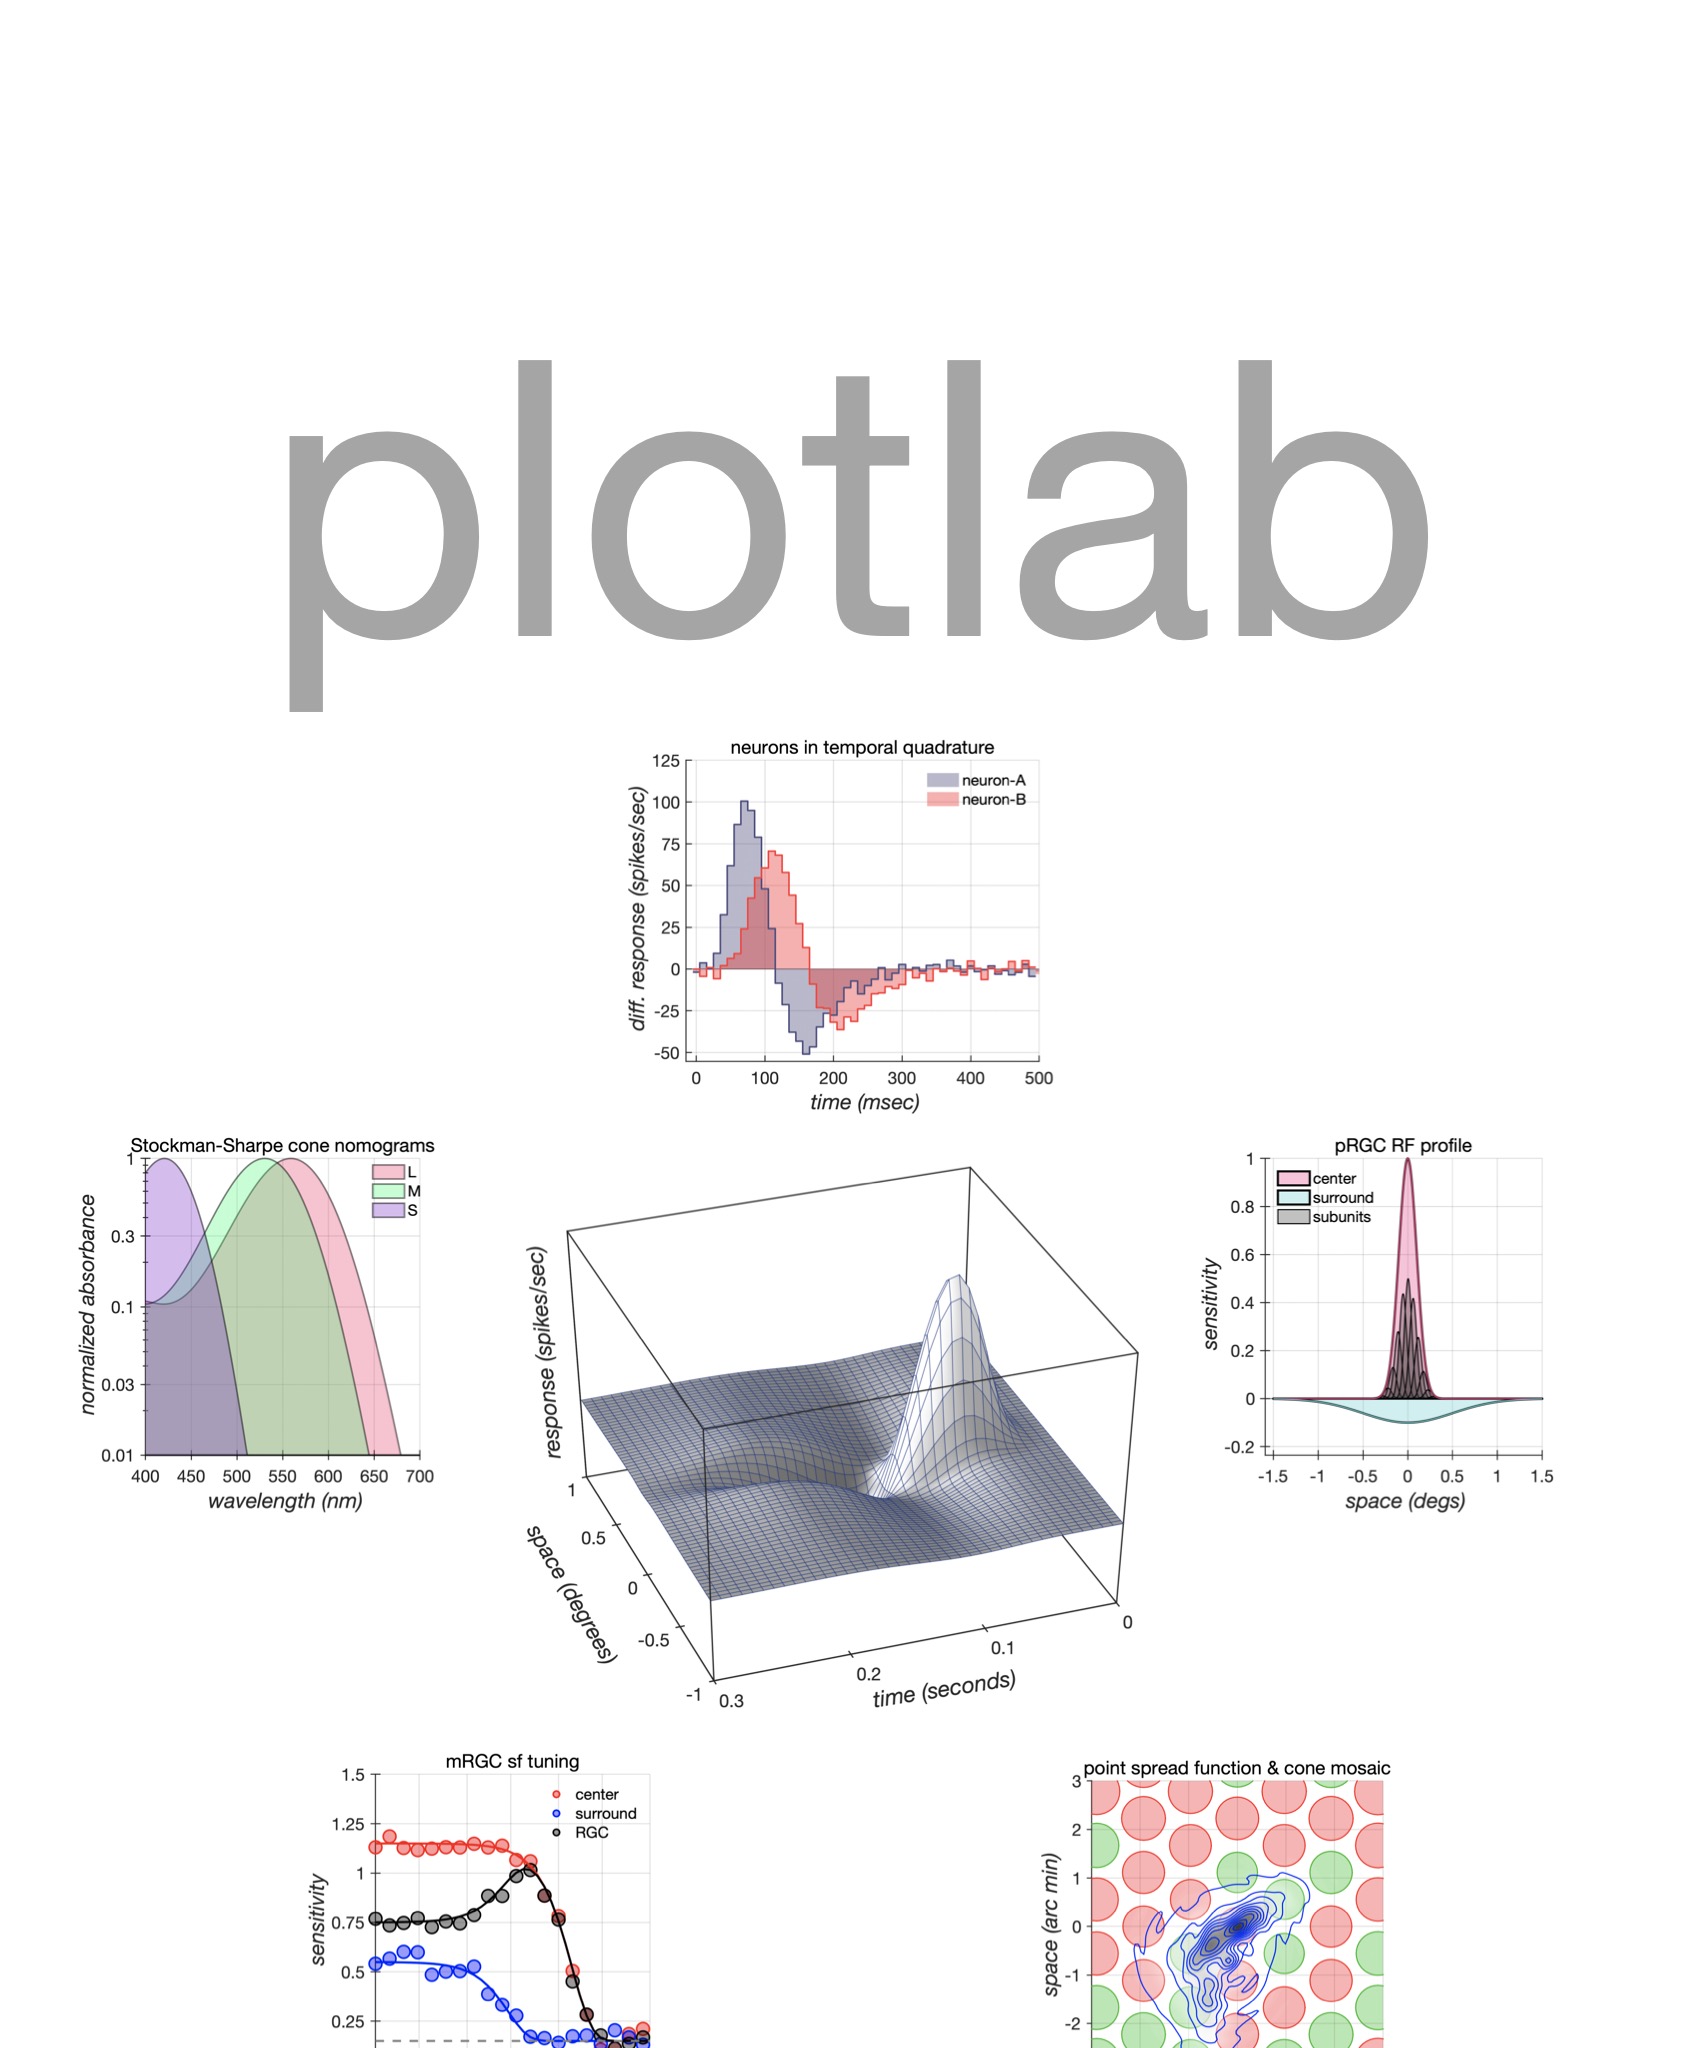 plotlab
neurons in temporal quadrature
125
100
75
50
25
0
-25
-50
diff. response (spikes/sec)
neuron-A
neuron-B
0 100 200 300 400 500
time (msec)
Stockman-Sharpe cone nomograms
1
0.3
0.1
0.03
0.01
normalized absorbance
L
M
S
400 450 500 550 600 650 700
wavelength (nm)
response (spikes/sec)
1
0.5
0
-0.5
-1
space (degrees)
0.3
0.2
0.1
0
time (seconds)
pRGC RF profile
1
0.8
0.6
0.4
0.2
0
-0.2
sensitivity
center
surround
subunits
-1.5 -1 -0.5 0 0.5 1 1.5
space (degs)
mRGC sf tuning
1.5
1.25
1
0.75
0.5
0.25
sensitivity
center
surround
RGC
point spread function & cone mosaic
3
2
1
0
-1
-2
space (arc min)